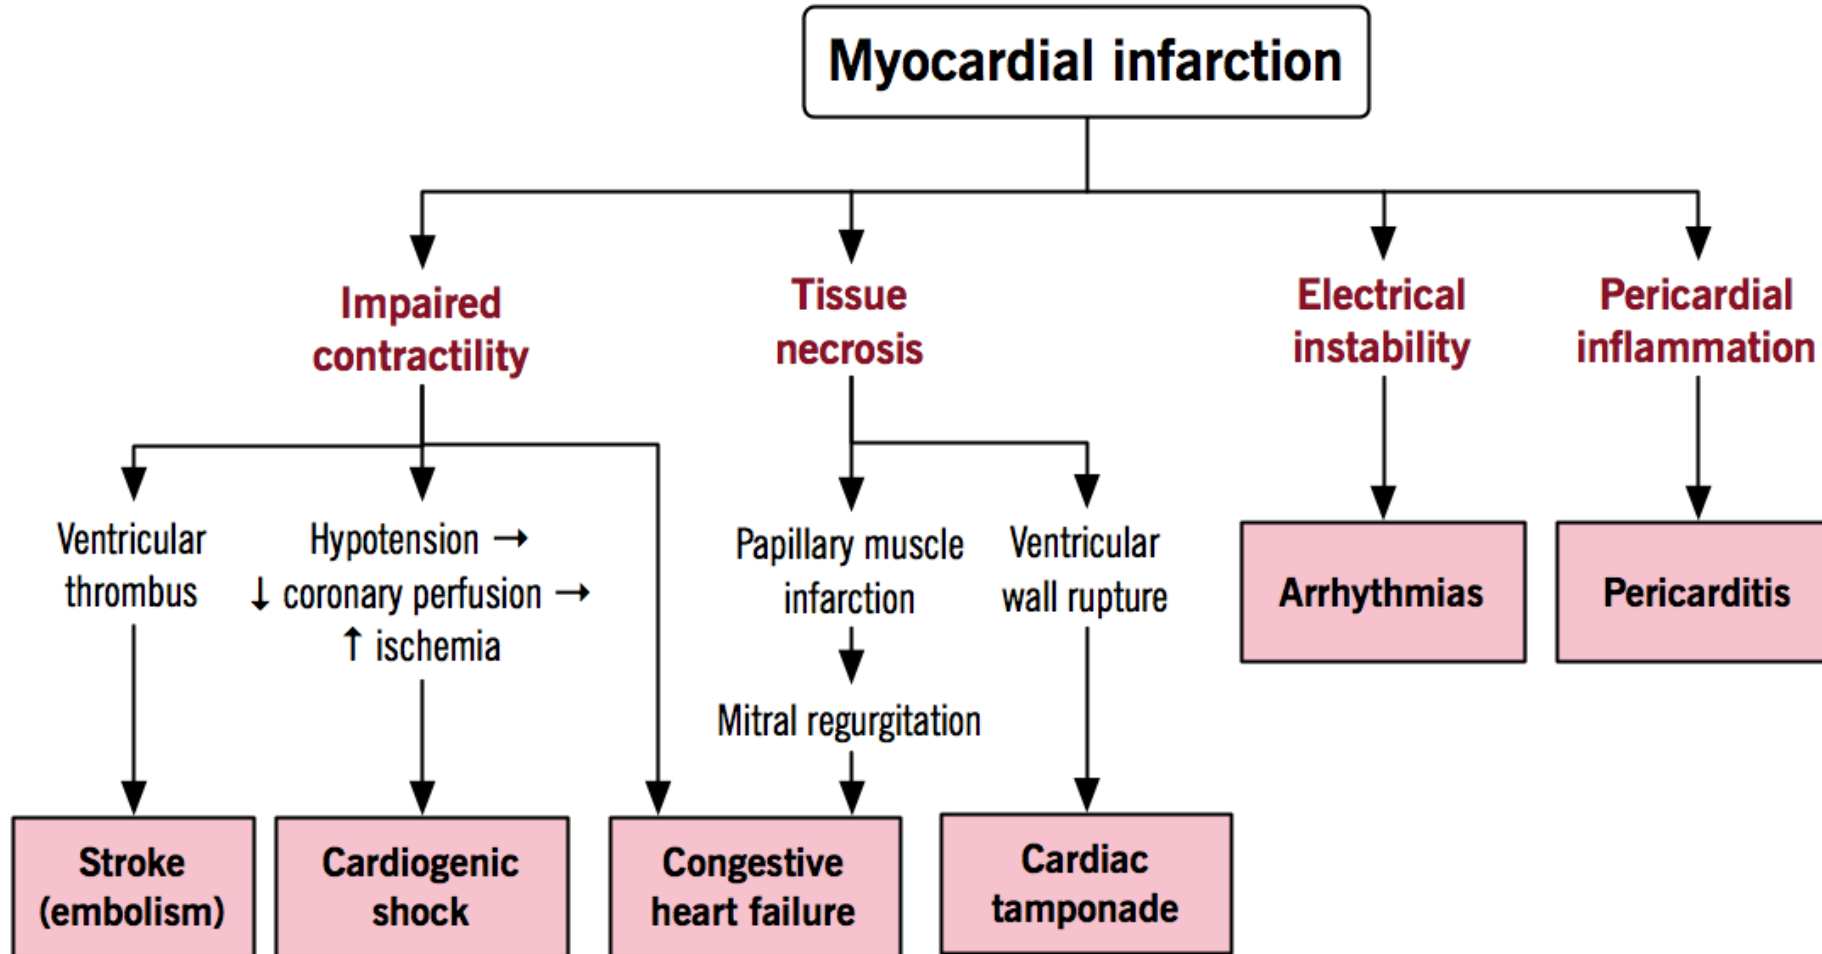 Myocardial infarction
Impaired
contractility
Tissue
necrosis
Electrical
instability
Pericardial
inflammation
Ventricular
thrombus
Hypotension →
↓ coronary perfusion →
↑ ischemia
Papillary muscle
infarction
Mitral regurgitation
Ventricular
wall rupture
Arrhythmias
Pericarditis
Stroke
(embolism)
Cardiogenic
shock
Congestive
heart failure
Cardiac
tamponade